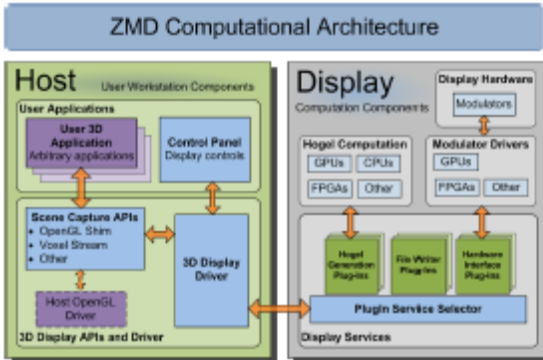 ZMD Computational Architecture
Host
User Workstation Components
User Applications
User 3D
Application
Arbitrary applications
Control Panel
Display controls
Scene Capture APIs
• OpenGL Shim
• Voxel Stream
• Other
3D Display
Driver
Host OpenGL
Driver
3D Display APIs and Driver
Display
Computation Components
Display Hardware
Modulators
Hogel Computation
GPUs
CPUs
FPGAs
Other
Modulator Drivers
GPUs
FPGAs
Other
Hogel
Generation
Plug-ins
File Writer
Plug-ins
Hardware
Interface
Plug-ins
PlugIn Service Selector
Display Services